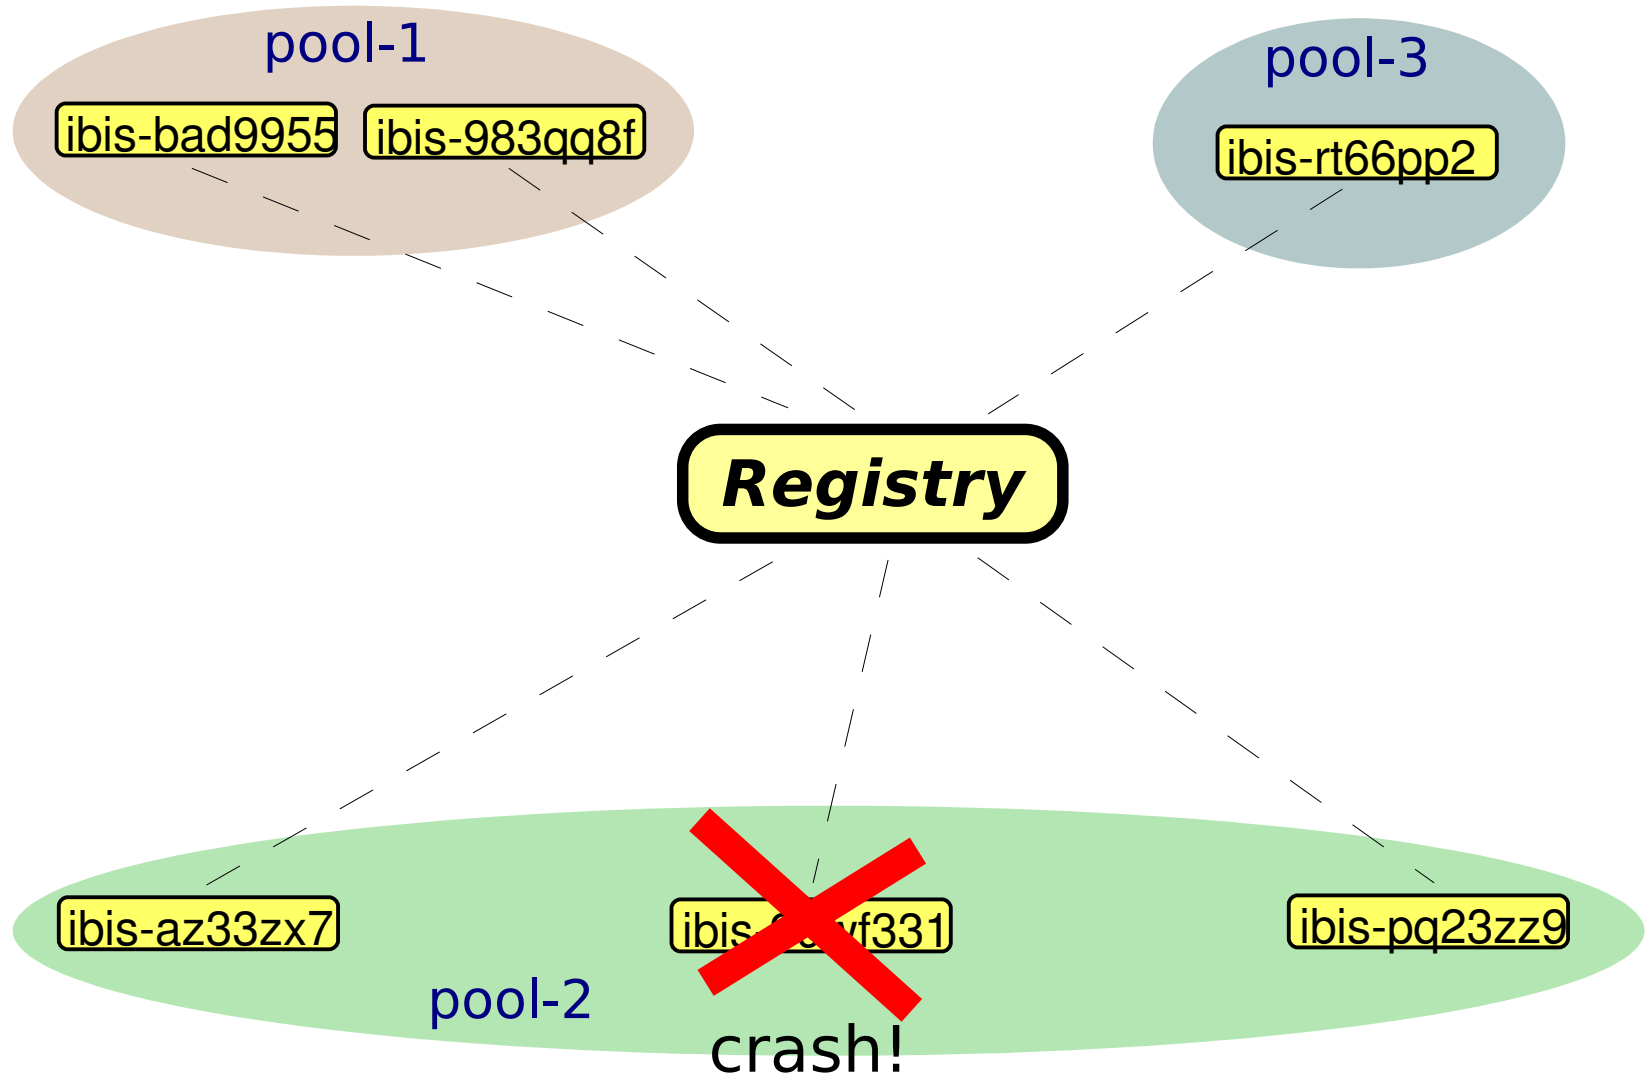 pool-1
pool-3
ibis-bad9955
ibis-983qq8f
ibis-rt66pp2
Registry
ibis-az33zx7
ibis-pq23zz9
pool-2
crash!